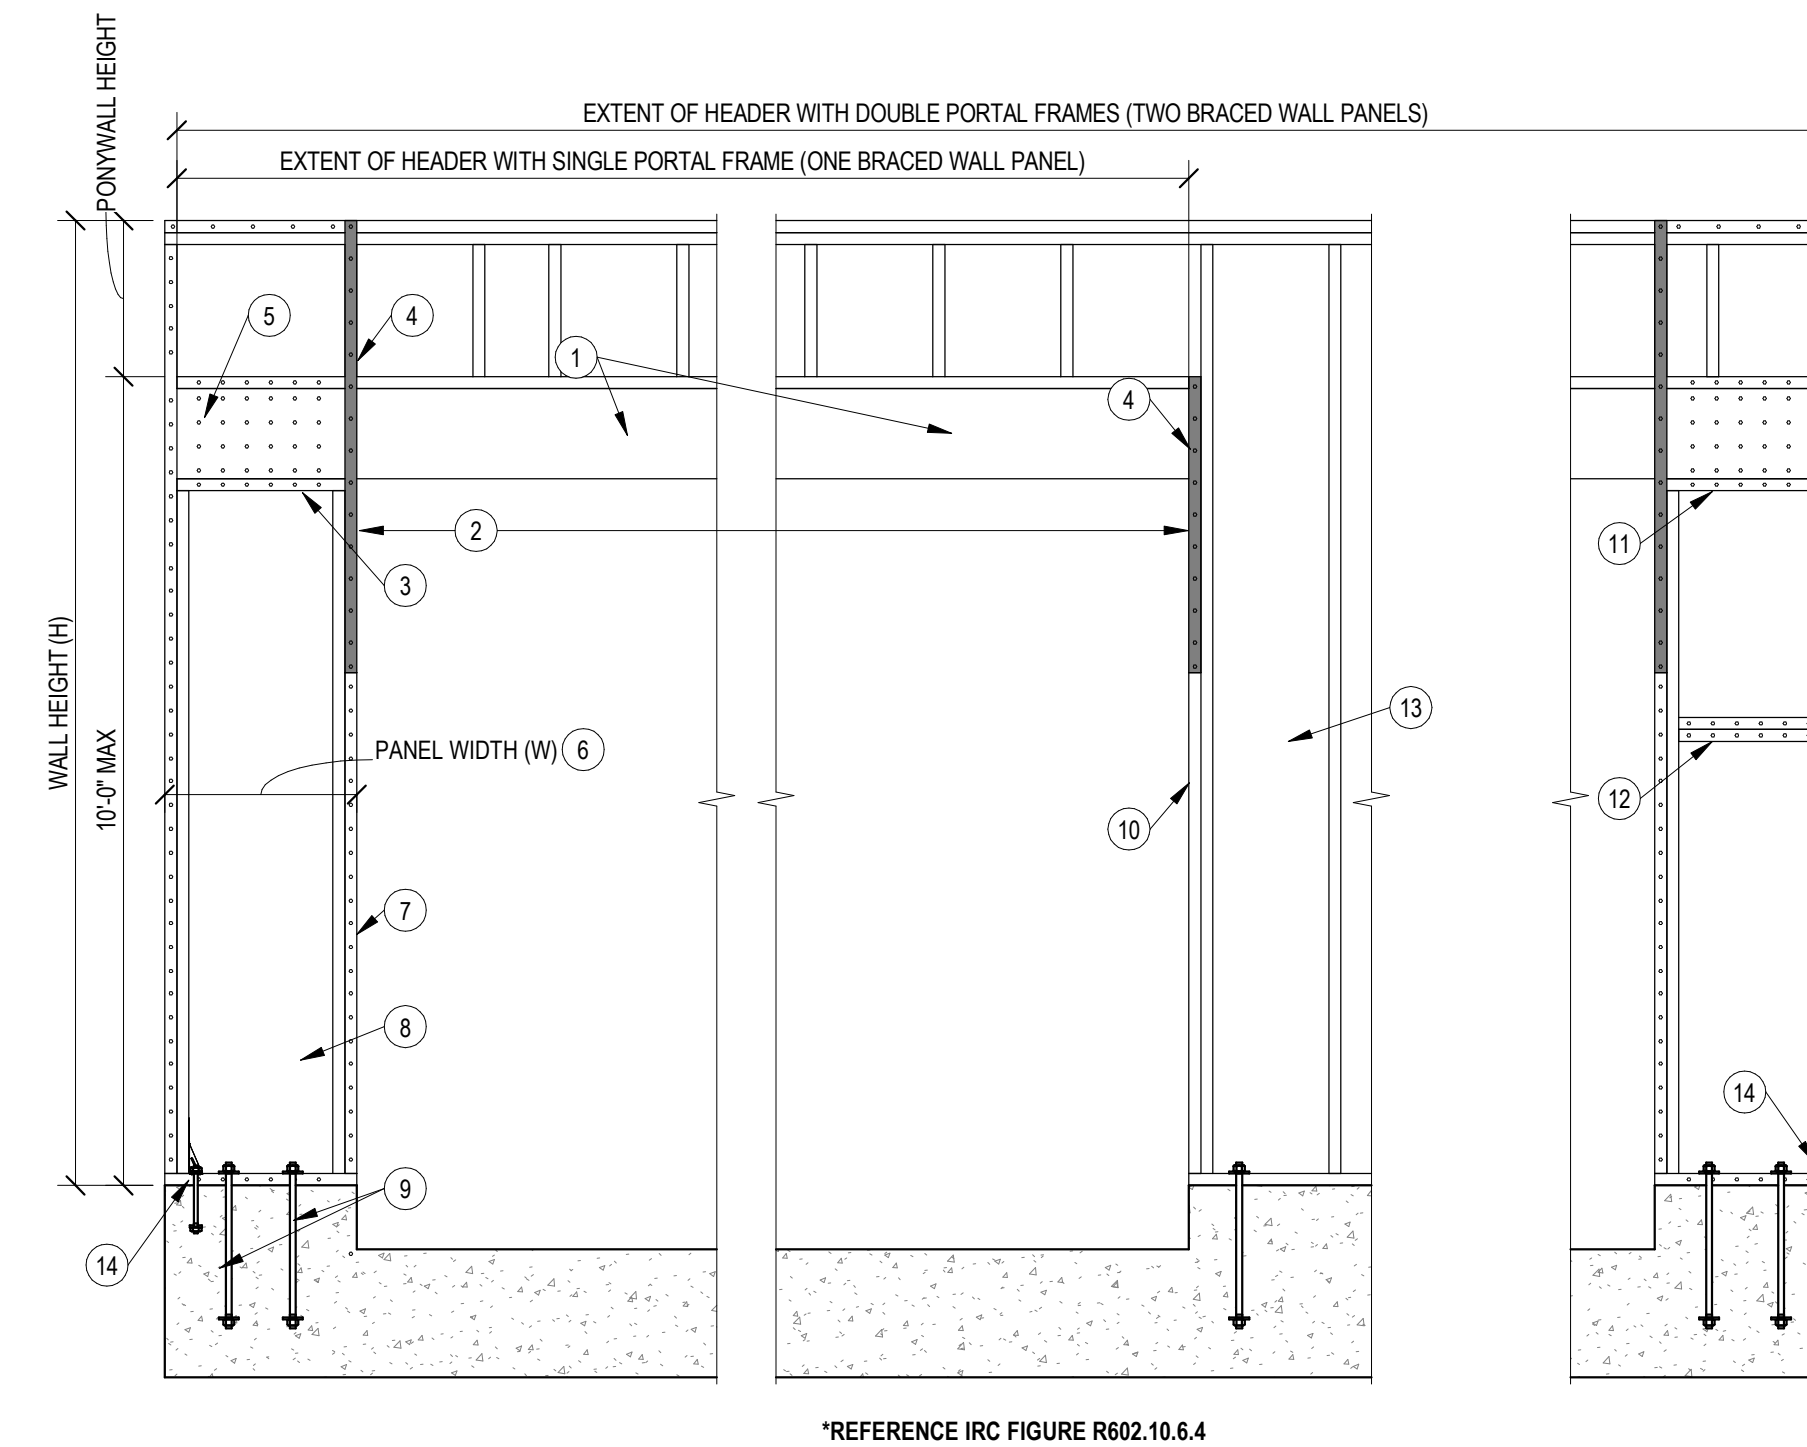 PONYWALL HEIGHT
EXTENT OF HEADER WITH DOUBLE PORTAL FRAMES (TWO BRACED WALL PANELS)
EXTENT OF HEADER WITH SINGLE PORTAL FRAME (ONE BRACED WALL PANEL)
5
4
1
4
2
11
3
WALL HEIGHT (H)
10'-0" MAX
13
PANEL WIDTH (W) 6
12
10
7
8
14
9
14
*REFERENCE IRC FIGURE R602.10.6.4